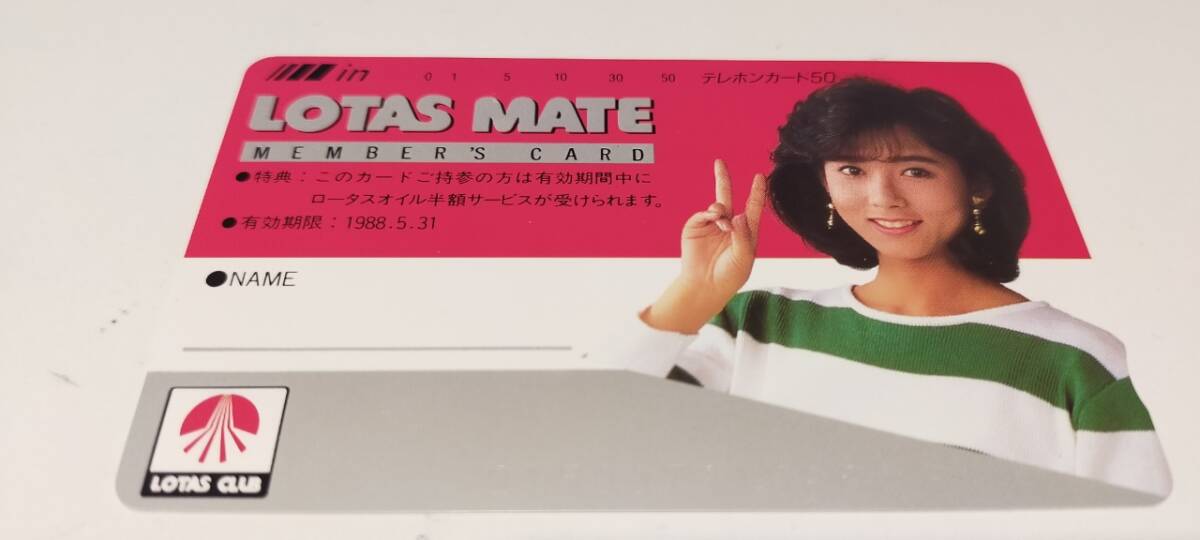 in 0 1 5 10 30 50 テレホンカード50
LOTAS MATE
MEMBER'S CARD
●特典：このカードご持参の方は有効期間中に
ロータスオイル半額サービスが受けられます。
●有効期限：1988.5.31
●NAME
LOTAS CLUB